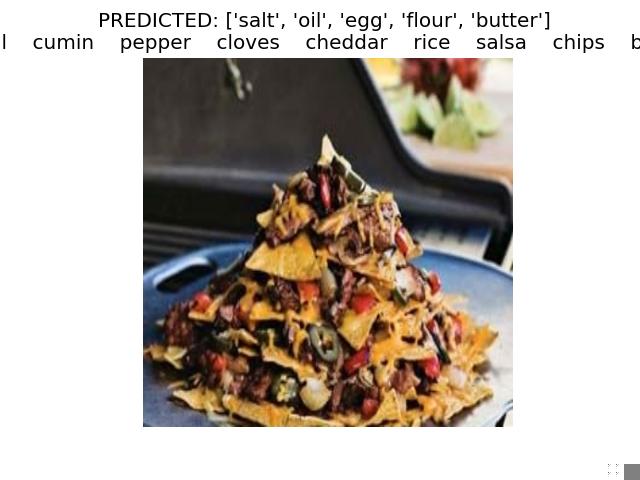 PREDICTED: ['salt', 'oil', 'egg', 'flour', 'butter']
cumin pepper cloves cheddar rice salsa chips